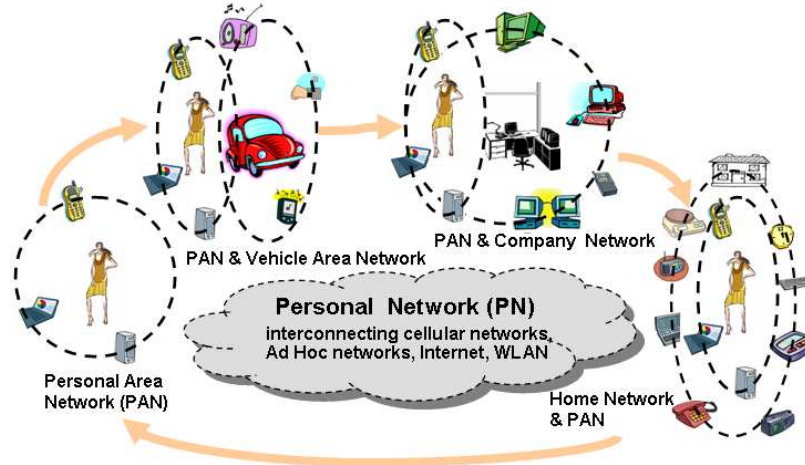 PAN & Vehicle Area Network
PAN & Company Network
Personal Network (PN)
interconnecting cellular networks,
Ad Hoc networks, Internet, WLAN
Personal Area
Network (PAN)
Home Network
& PAN